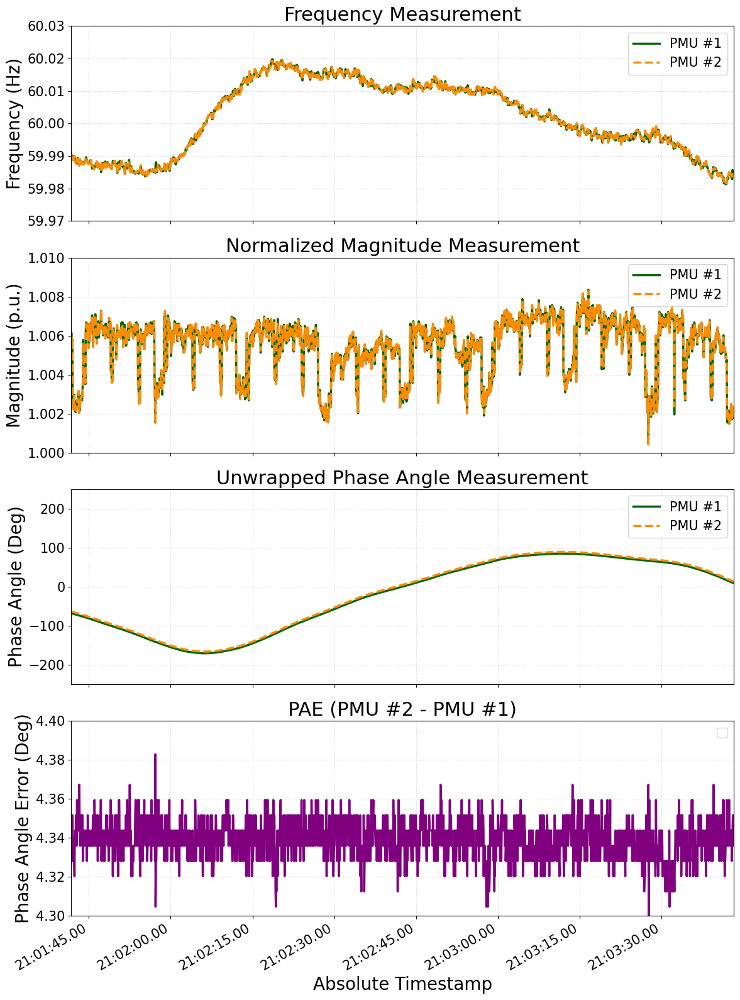 Frequency Measurement
60.03
60.02
60.01
60.00
59.99
59.98
59.97
Frequency (Hz)
PMU #1
PMU #2
Normalized Magnitude Measurement
1.010
1.008
1.006
1.004
1.002
1.000
Magnitude (p.u.)
PMU #1
PMU #2
Unwrapped Phase Angle Measurement
200
100
0
−100
−200
Phase Angle (Deg)
PMU #1
PMU #2
PAE (PMU #2 - PMU #1)
4.40
4.38
4.36
4.34
4.32
4.30
Phase Angle Error (Deg)
21:01:45.00
21:02:00.00
21:02:15.00
21:02:30.00
21:02:45.00
21:03:00.00
21:03:15.00
21:03:30.00
Absolute Timestamp